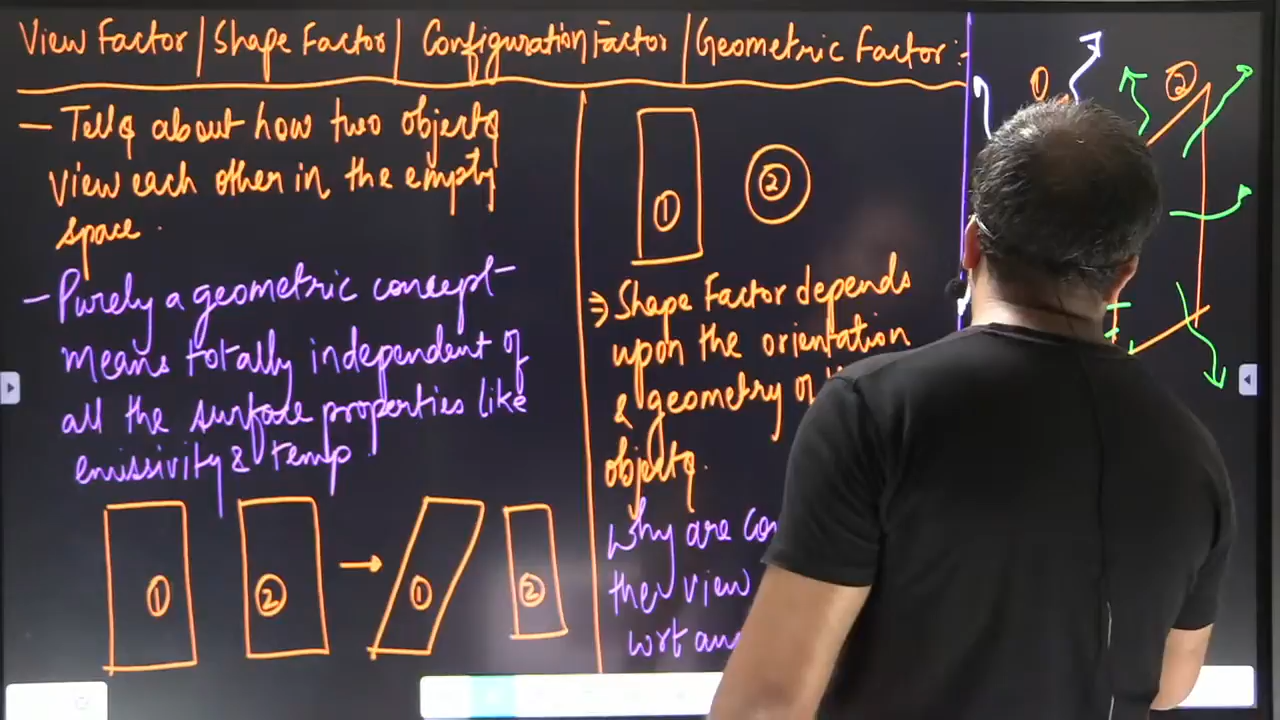 View Factor / Shape Factor / Configuration Factor / Geometric Factor :-
— Tells about how two objects
view each other in the empty
space.
- Purely a geometric concept -
means totally independent of
all the surface properties like
emissivity & temp.
① ② → ① ②
① ②
⇒ Shape Factor depends
upon the orientation
& geometry of
objects.
Why are
the view
wrt
① ②